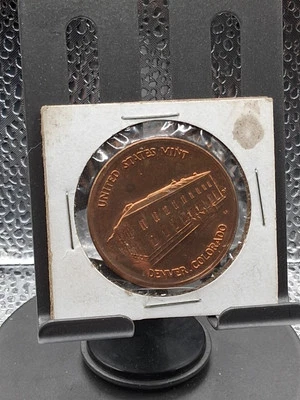 UNITED STATES MINT
DENVER, COLORADO